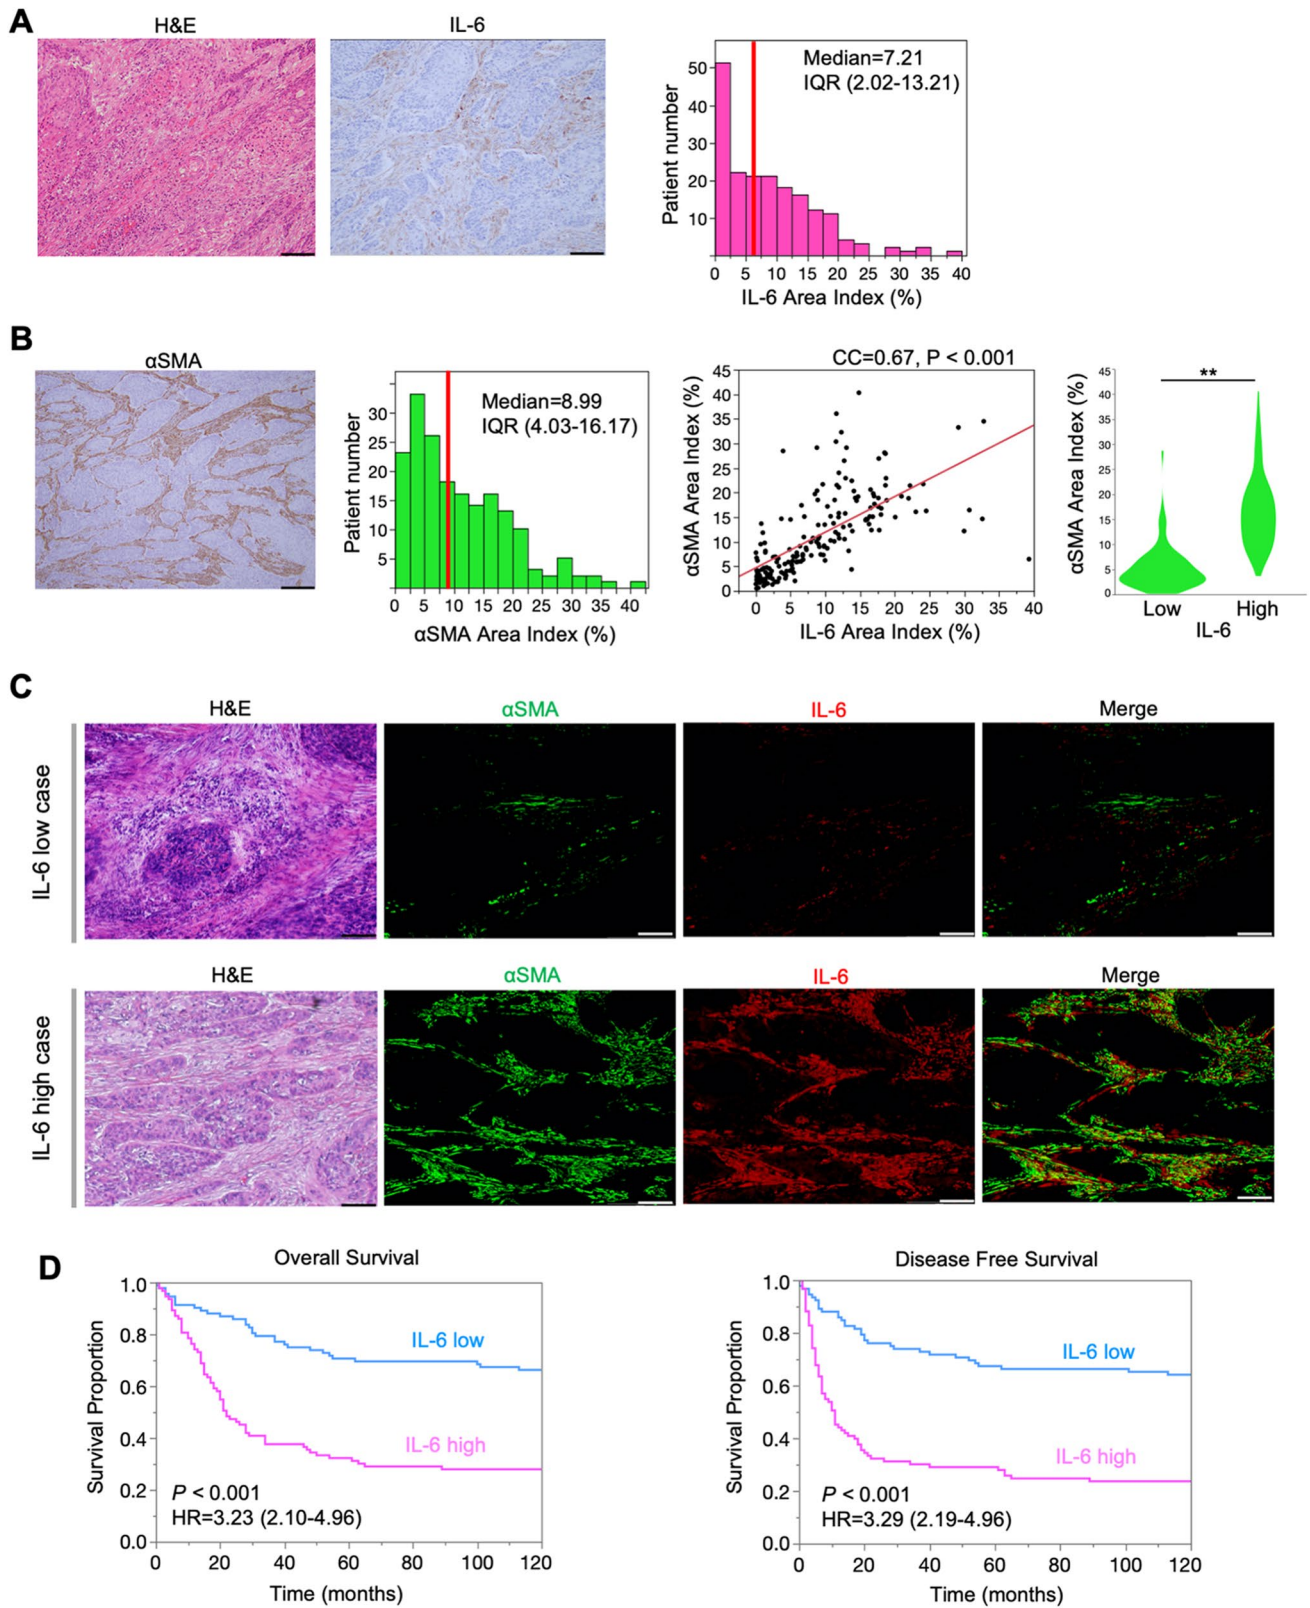 A
H&E
IL-6
Median=7.21
IQR (2.02-13.21)
Patient number
50
40
30
20
10
0 5 10 15 20 25 30 35 40
IL-6 Area Index (%)
B
αSMA
Median=8.99
IQR (4.03-16.17)
Patient number
30
25
20
15
10
5
0 5 10 15 20 25 30 35 40
αSMA Area Index (%)
CC=0.67, P < 0.001
αSMA Area Index (%)
45
40
35
30
25
20
15
10
5
0
0 5 10 15 20 25 30 35 40
IL-6 Area Index (%)
**
αSMA Area Index (%)
45
40
35
30
25
20
15
10
5
0
Low High
IL-6
C
IL-6 low case
H&E αSMA IL-6 Merge
IL-6 high case
H&E αSMA IL-6 Merge
D
Overall Survival
Survival Proportion
1.0
0.8
0.6
0.4
0.2
0.0
IL-6 low
IL-6 high
P < 0.001
HR=3.23 (2.10-4.96)
0 20 40 60 80 100 120
Time (months)
Disease Free Survival
Survival Proportion
1.0
0.8
0.6
0.4
0.2
0.0
IL-6 low
IL-6 high
P < 0.001
HR=3.29 (2.19-4.96)
0 20 40 60 80 100 120
Time (months)